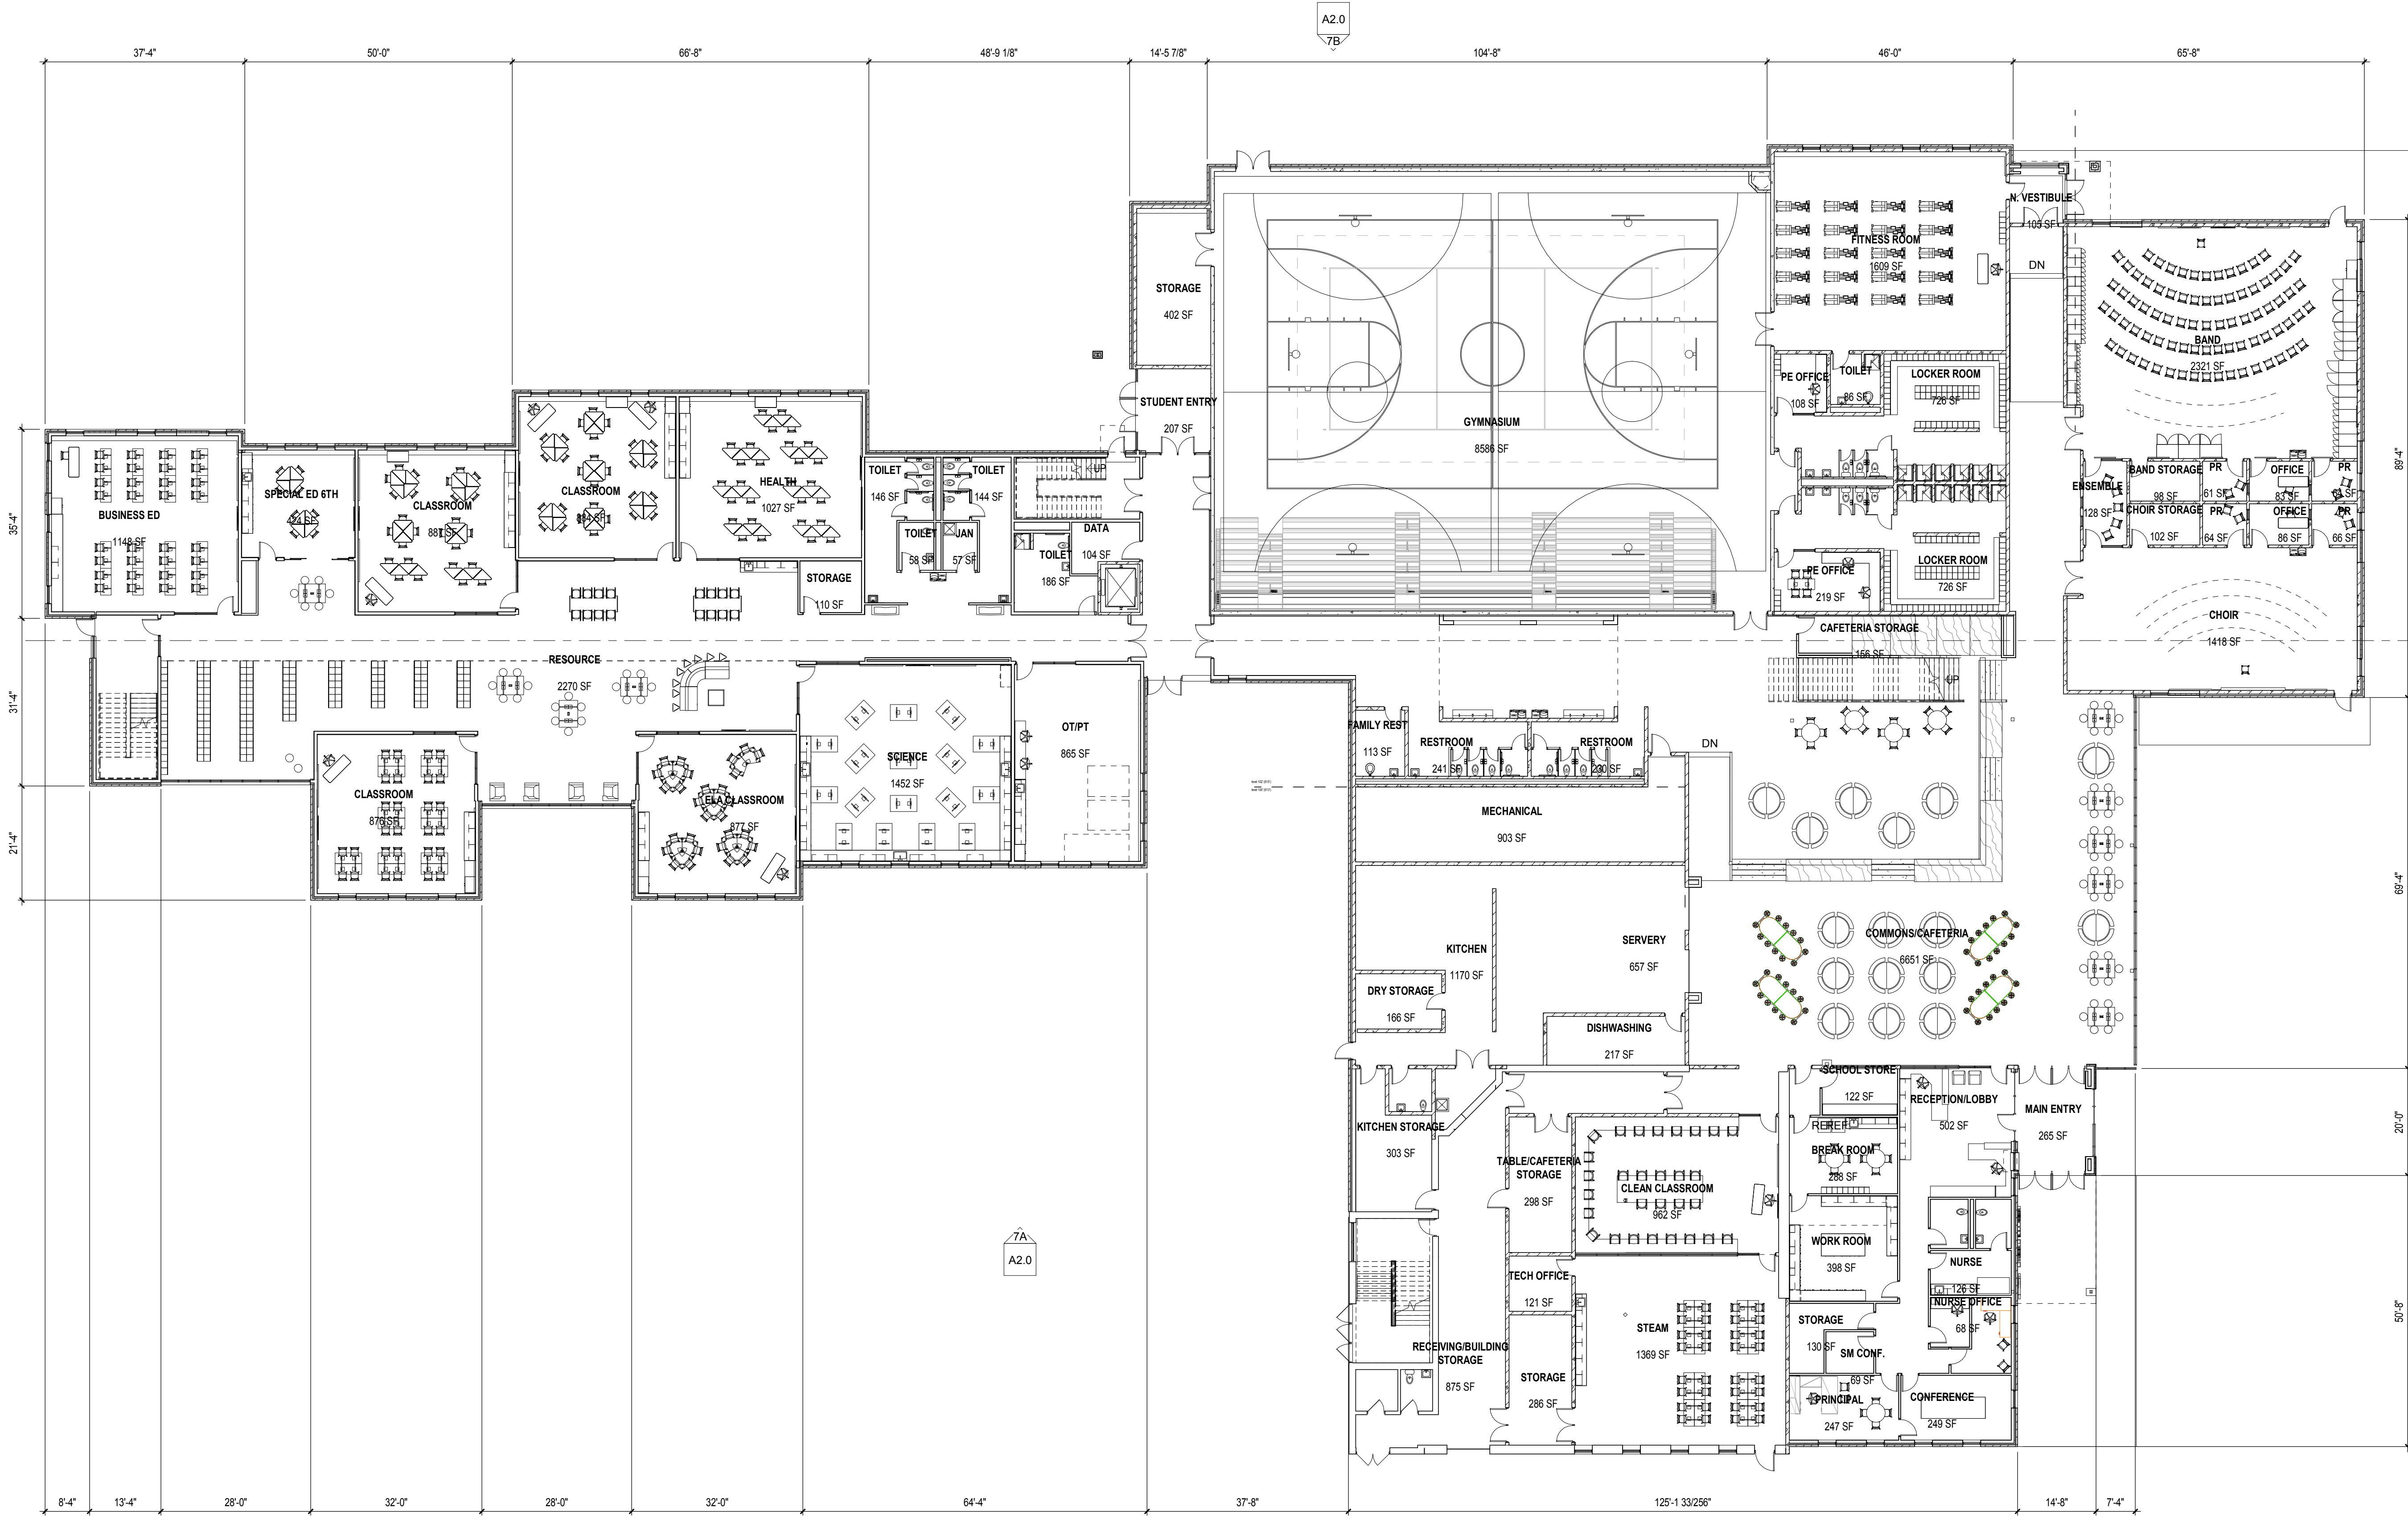 A2.0
7B
37'-4"
50'-0"
66'-8"
48'-9 1/8"
14'-5 7/8"
104'-8"
46'-0"
65'-8"
N. VESTIBULE
105 SF
FITNESS ROOM
1609 SF
DN
STORAGE
402 SF
BAND
2321 SF
STUDENT ENTRY
207 SF
GYMNASIUM
8586 SF
PE OFFICE
108 SF
TOILET
86 SF
LOCKER ROOM
726 SF
89'-4"
35'-4"
BUSINESS ED
1148 SF
SPECIAL ED 6TH
CLASSROOM
887 SF
CLASSROOM
HEALTH
1027 SF
TOILET
146 SF
TOILET
144 SF
UP
TOILET
58 SF
JAN
57 SF
TOILET
186 SF
DATA
104 SF
STORAGE
110 SF
ENSEMBLE
128 SF
BAND STORAGE
98 SF
PR
61 SF
OFFICE
83 SF
PR
CHOIR STORAGE
102 SF
PR
64 SF
OFFICE
86 SF
PR
66 SF
PE OFFICE
219 SF
LOCKER ROOM
726 SF
CHOIR
1418 SF
CAFETERIA STORAGE
156 SF
UP
31'-4"
RESOURCE
2270 SF
SCIENCE
1452 SF
OT/PT
865 SF
FAMILY REST
113 SF
RESTROOM
241 SF
RESTROOM
230 SF
DN
21'-4"
CLASSROOM
876 SF
ELA CLASSROOM
877 SF
MECHANICAL
903 SF
69'-4"
KITCHEN
1170 SF
SERVERY
657 SF
COMMONS/CAFETERIA
6651 SF
DRY STORAGE
166 SF
DISHWASHING
217 SF
SCHOOL STORE
122 SF
RECEPTION/LOBBY
502 SF
MAIN ENTRY
265 SF
20'-0"
KITCHEN STORAGE
303 SF
TABLE/CAFETERIA
STORAGE
298 SF
CLEAN CLASSROOM
962 SF
BREAK ROOM
288 SF
WORK ROOM
398 SF
NURSE
126 SF
NURSE OFFICE
68 SF
7A
A2.0
TECH OFFICE
121 SF
STEAM
1369 SF
STORAGE
130 SF
SM CONF.
69 SF
50'-8"
RECEIVING/BUILDING
STORAGE
875 SF
STORAGE
286 SF
PRINCIPAL
247 SF
CONFERENCE
249 SF
8'-4"
13'-4"
28'-0"
32'-0"
28'-0"
32'-0"
64'-4"
37'-8"
125'-1 33/256"
14'-8"
7'-4"